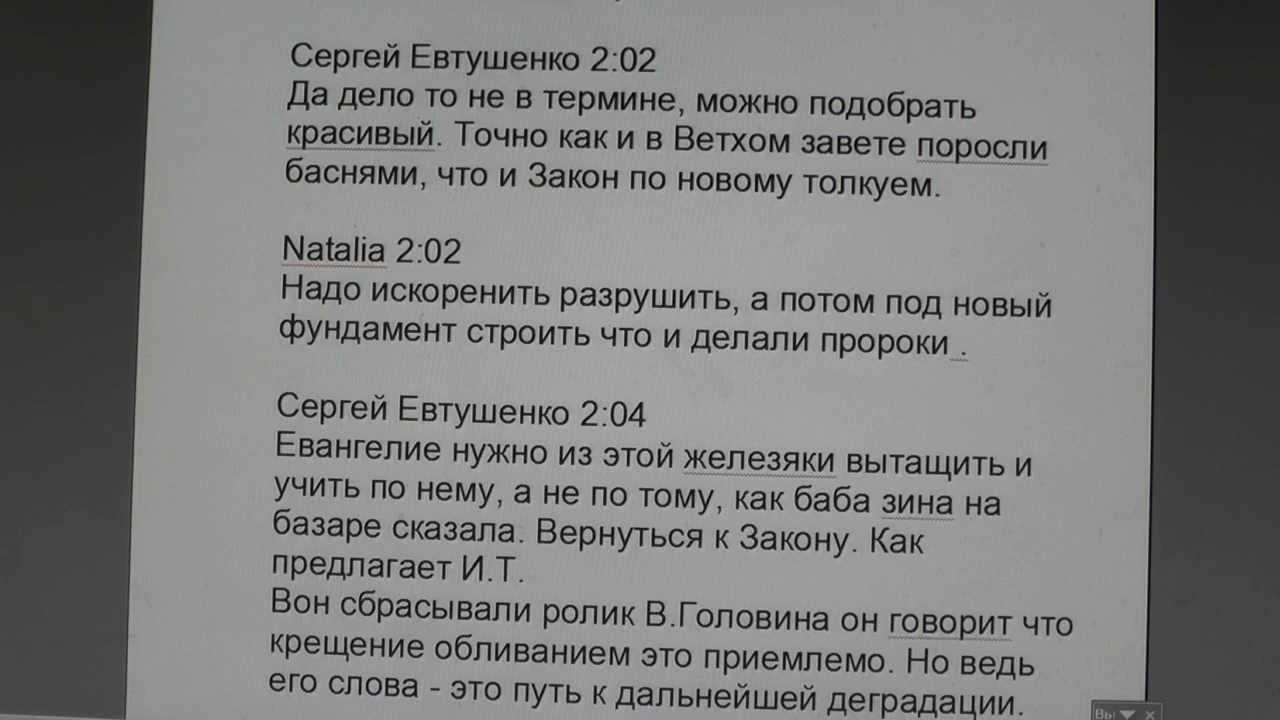 Сергей Евтушенко 2:02
Да дело то не в термине, можно подобрать
красивый. Точно как и в Ветхом завете поросли
баснями, что и Закон по новому толкуем.
Natalia 2:02
Надо искоренить разрушить, а потом под новый
фундамент строить что и делали пророки .
Сергей Евтушенко 2:04
Евангелие нужно из этой железяки вытащить и
учить по нему, а не по тому, как баба зина на
базаре сказала. Вернуться к Закону. Как
предлагает И.Т.
Вон сбрасывали ролик В.Головина он говорит что
крещение обливанием это приемлемо. Но ведь
его слова - это путь к дальнейшей деградации.
Вы